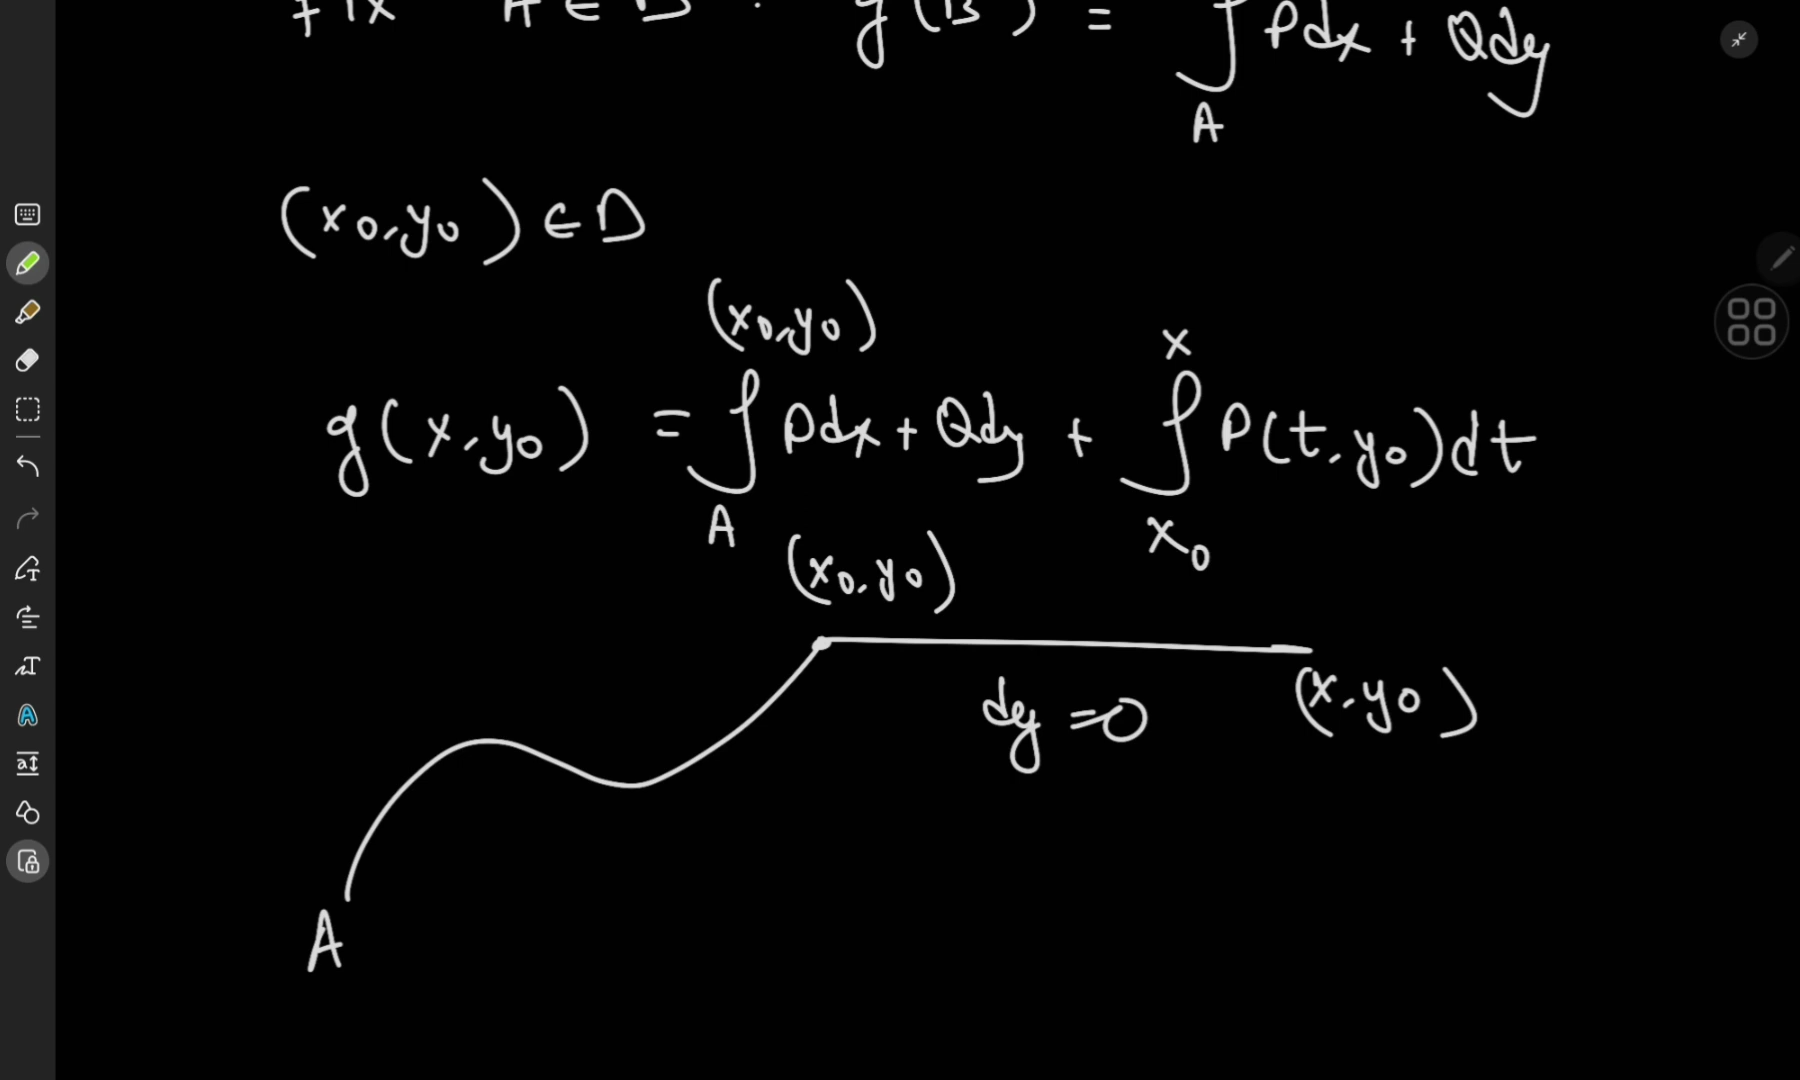 Fix A ∈ D . g(B) = ∫_A Pdx + Qdy
(x₀,y₀) ∈ D
g(x,y₀) = ∫_A^(x₀,y₀) Pdx + Qdy + ∫_{x₀}^{x} P(t,y₀)dt
(x₀,y₀)
dy = 0
(x,y₀)
A